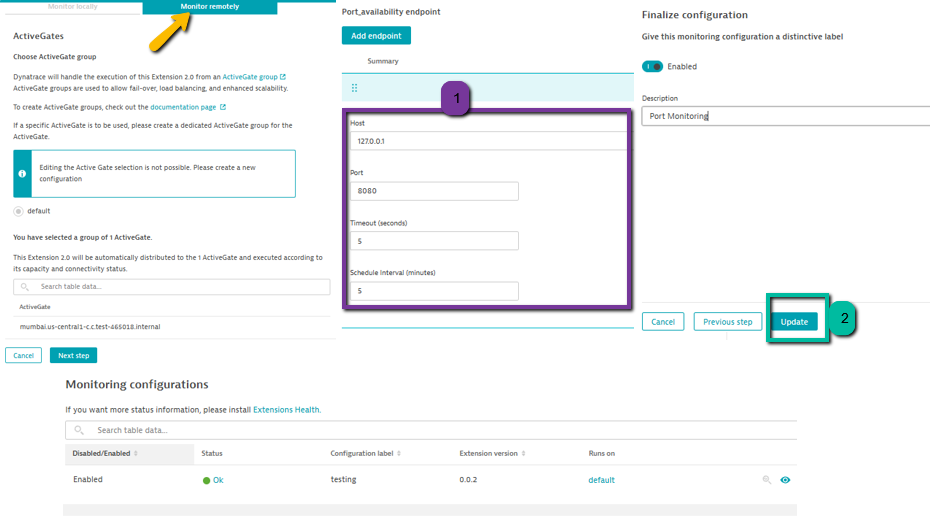 Monitor locally
Monitor remotely
ActiveGates
Choose ActiveGate group
Dynatrace will handle the execution of this Extension 2.0 from an ActiveGate group
ActiveGate groups are used to allow fail-over, load balancing, and enhanced scalability.
To create ActiveGate groups, check out the documentation page
If a specific ActiveGate is to be used, please create a dedicated ActiveGate group for the
ActiveGate.
Editing the Active Gate selection is not possible. Please create a new
configuration
default
You have selected a group of 1 ActiveGate.
This Extension 2.0 will be automatically distributed to the 1 ActiveGate and executed according to
its capacity and connectivity status.
Search table data...
ActiveGate
mumbai.us-central1-c.c.test-465018.internal
Cancel
Next step
Port_availability endpoint
Add endpoint
Summary
1
Host
127.0.0.1
Port
8080
Timeout (seconds)
5
Schedule Interval (minutes)
5
Finalize configuration
Give this monitoring configuration a distinctive label
Enabled
Description
Port Monitoring
Cancel
Previous step
Update
2
Monitoring configurations
If you want more status information, please install Extensions Health.
Search table data...
Disabled/Enabled Status Configuration label Extension version Runs on
Enabled Ok testing 0.0.2 default